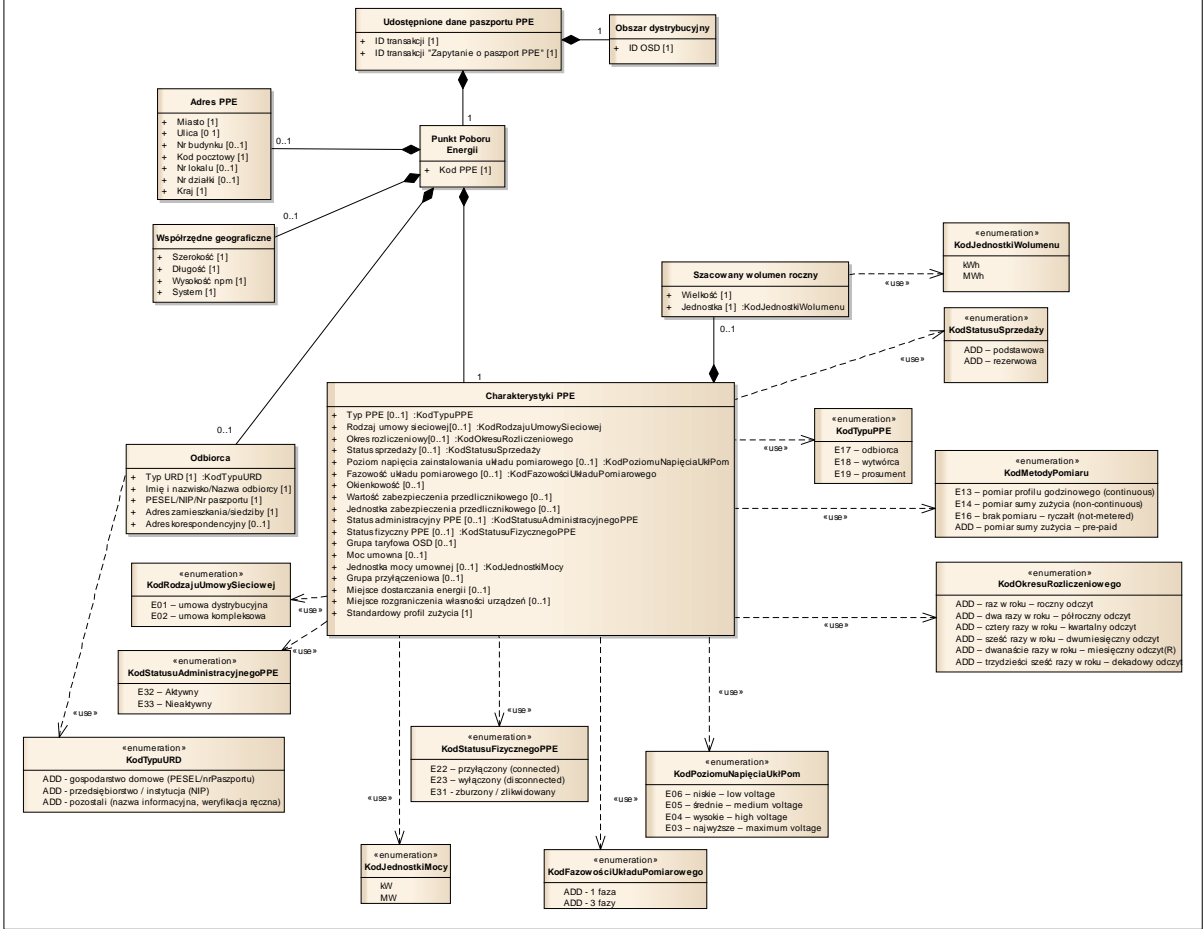 Udostępnione dane paszportu PPE
+ ID transakcji [1]
+ ID transakcji "Zapytanie o paszport PPE" [1]
1
Obszar dystrybucyjny
+ ID OSD [1]
1
Adres PPE
+ Miasto [1]
+ Ulica [0 1]
+ Nr budynku [0..1]
+ Kod pocztowy [1]
+ Nr lokalu [0..1]
+ Nr działki [0..1]
+ Kraj [1]
0..1
Punkt Poboru
Energii
+ Kod PPE [1]
Współrzędne geograficzne
+ Szerokość [1]
+ Długość [1]
+ Wysokość npm [1]
+ System [1]
0..1
Szacowany wolumen roczny
+ Wielkość [1]
+ Jednostka [1] :KodJednostkiWolumenu
0..1
«use»
«enumeration»
KodJednostkiWolumenu
kWh
MWh
«enumeration»
KodStatusuSprzedaży
ADD – podstawowa
ADD – rezerwowa
«use»
1
Charakterystyki PPE
+ Typ PPE [0..1] :KodTypuPPE
+ Rodzaj umowy sieciowej[0..1] :KodRodzajuUmowySieciowej
+ Okres rozliczeniowy[0..1] :KodOkresuRozliczeniowego
+ Status sprzedaży [0..1] :KodStatusuSprzedaży
+ Poziom napięcia zainstalowania układu pomiarowego [0..1] :KodPoziomuNapięciaUkłPom
+ Fazowość układu pomiarowego [0..1] :KodFazowościUkładuPomiarowego
+ Okienkowość [0..1]
+ Wartość zabezpieczenia przedlicznikowego [0..1]
+ Jednostka zabezpieczenia przedlicznikowego [0..1]
+ Status administracyjny PPE [0..1] :KodStatusuAdministracyjnegoPPE
+ Status fizyczny PPE [0..1] :KodStatusuFizycznegoPPE
+ Grupa taryfowa OSD [0..1]
+ Moc umowna [0..1]
+ Jednostka mocy umownej [0..1] :KodJednostkiMocy
+ Grupa przyłączeniowa [0..1]
+ Miejsce dostarczania energii [0..1]
+ Miejsce rozgraniczenia własności urządzeń [0..1]
+ Standardowy profil zużycia [1]
«enumeration»
KodTypuPPE
E17 – odbiorca
E18 – wytwórca
E19 – prosument
«use»
0..1
Odbiorca
+ Typ URD [1] :KodTypuURD
+ Imię i nazwisko/Nazwa odbiorcy [1]
+ PESEL/NIP/Nr paszportu [1]
+ Adres zamieszkania/siedziby [1]
+ Adres korespondencyjny [0..1]
«enumeration»
KodMetodyPomiaru
E13 – pomiar profilu godzinowego (continuous)
E14 – pomiar sumy zużycia (non-continuous)
E16 – brak pomiaru – ryczałt (not-metered)
ADD – pomiar sumy zużycia – pre-paid
«use»
«enumeration»
KodRodzajuUmowySieciowej
E01 – umowa dystrybucyjna
E02 – umowa kompleksowa
«use»
«enumeration»
KodOkresuRozliczeniowego
ADD – raz w roku – roczny odczyt
ADD – dwa razy w roku – półroczny odczyt
ADD – cztery razy w roku – kwartalny odczyt
ADD – sześć razy w roku – dwumiesięczny odczyt
ADD – dwanaście razy w roku – miesięczny odczyt(R)
ADD – trzydzieści sześć razy w roku – dekadowy odczyt
«use»
«enumeration»
KodStatusuAdministracyjnegoPPE
E32 – Aktywny
E33 – Nieaktywny
«use»
«use»
«enumeration»
KodTypuURD
ADD - gospodarstwo domowe (PESEL/nrPaszportu)
ADD - przedsiębiorstwo / instytucja (NIP)
ADD - pozostali (nazwa informacyjna, weryfikacja ręczna)
«use»
«enumeration»
KodStatusuFizycznegoPPE
E22 – przyłączony (connected)
E23 – wyłączony (disconnected)
E31 - zburzony / zlikwidowany
«use»
«enumeration»
KodPoziomuNapięciaUkłPom
E06 – niskie – low voltage
E05 – średnie – medium voltage
E04 – wysokie – high voltage
E03 – najwyższe – maximum voltage
«use»
«use»
«enumeration»
KodJednostkiMocy
kW
MW
«enumeration»
KodFazowościUkładuPomiarowego
ADD - 1 faza
ADD - 3 fazy